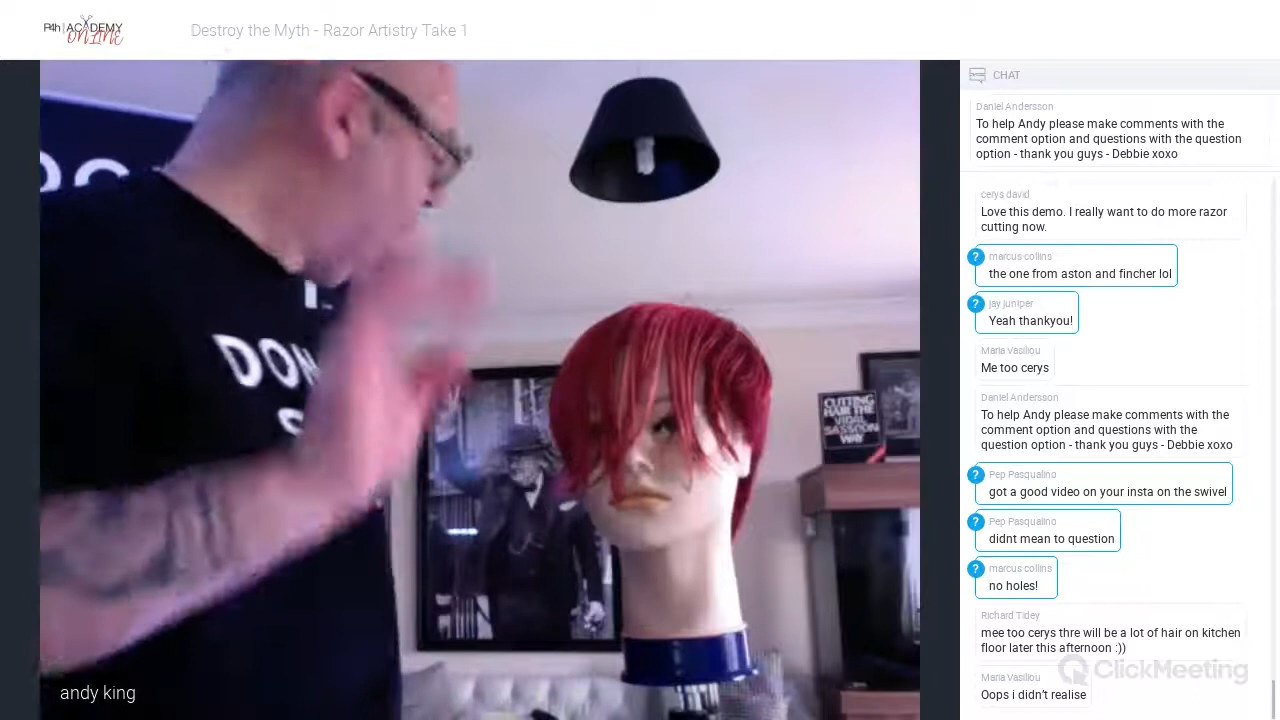 P4h | ACADEMY
ONLINE
Destroy the Myth - Razor Artistry Take 1
DON
andy king
CUTTING
HAIR THE
VIDAL
SASSOON
WAY
CHAT
Daniel Andersson
To help Andy please make comments with the
comment option and questions with the question
option - thank you guys - Debbie xoxo
cerys david
Love this demo. I really want to do more razor
cutting now.
? marcus collins
the one from aston and fincher lol
? jay juniper
Yeah thankyou!
Maria Vasiliou
Me too cerys
Daniel Andersson
To help Andy please make comments with the
comment option and questions with the
question option - thank you guys - Debbie xoxo
? Pep Pasqualino
got a good video on your insta on the swivel
? Pep Pasqualino
didnt mean to question
? marcus collins
no holes!
Richard Tidey
mee too cerys thre will be a lot of hair on kitchen
floor later this afternoon :))
Maria Vasiliou
Oops i didn't realise
ClickMeeting